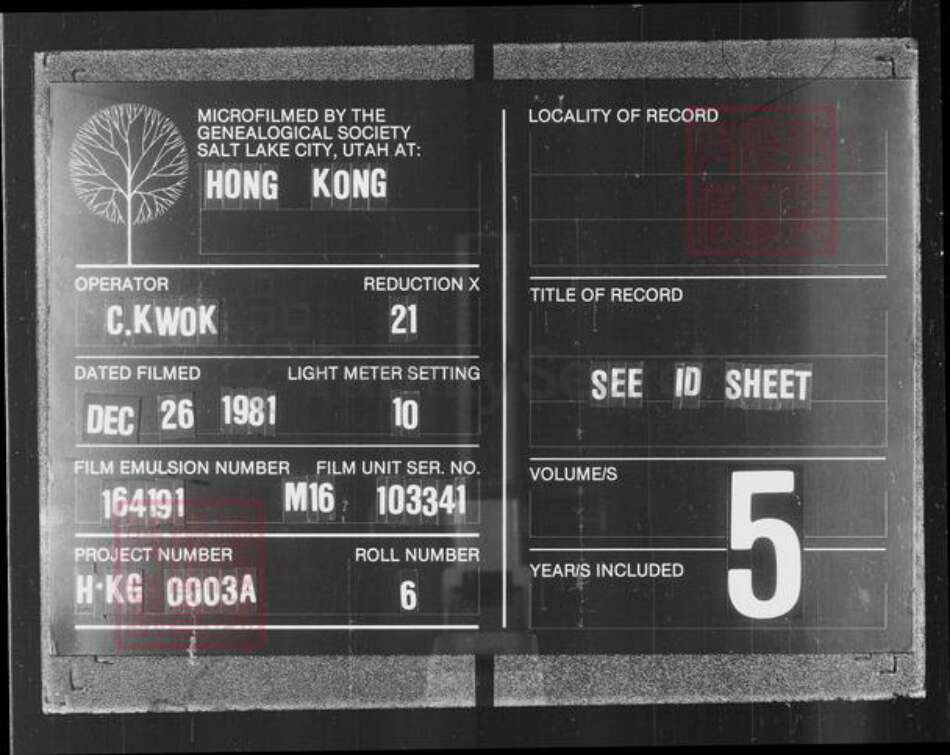 MICROFILMED BY THE
GENEALOGICAL SOCIETY
SALT LAKE CITY, UTAH AT:
HONG KONG
OPERATOR REDUCTION X
C.KWOK 21
DATED FILMED LIGHT METER SETTING
DEC 26 1981 10
FILM EMULSION NUMBER FILM UNIT SER. NO.
164191 M16 103341
PROJECT NUMBER ROLL NUMBER
H·KG 0003A 6
LOCALITY OF RECORD
TITLE OF RECORD
SEE ID SHEET
VOLUME/S
5
YEAR/S INCLUDED